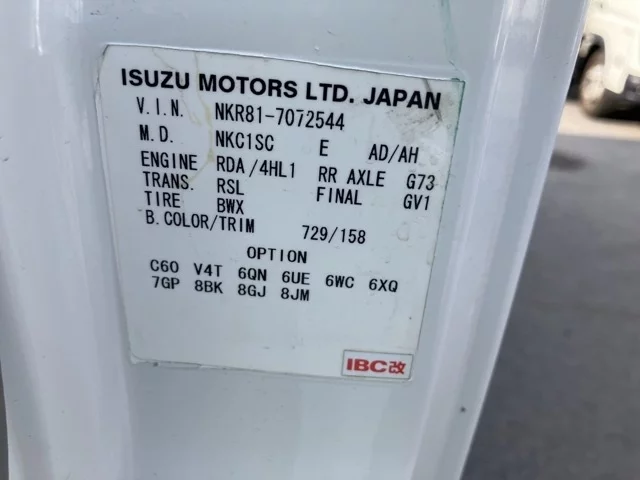 ISUZU MOTORS LTD. JAPAN
V.I.N. NKR81-7072544
M.D. NKC1SC E AD/AH
ENGINE RDA/4HL1 RR AXLE G73
TRANS. RSL FINAL GV1
TIRE BWX
B.COLOR/TRIM 729/158
OPTION
C60 V4T 6QN 6UE 6WC 6XQ
7GP 8BK 8GJ 8JM
IBC改